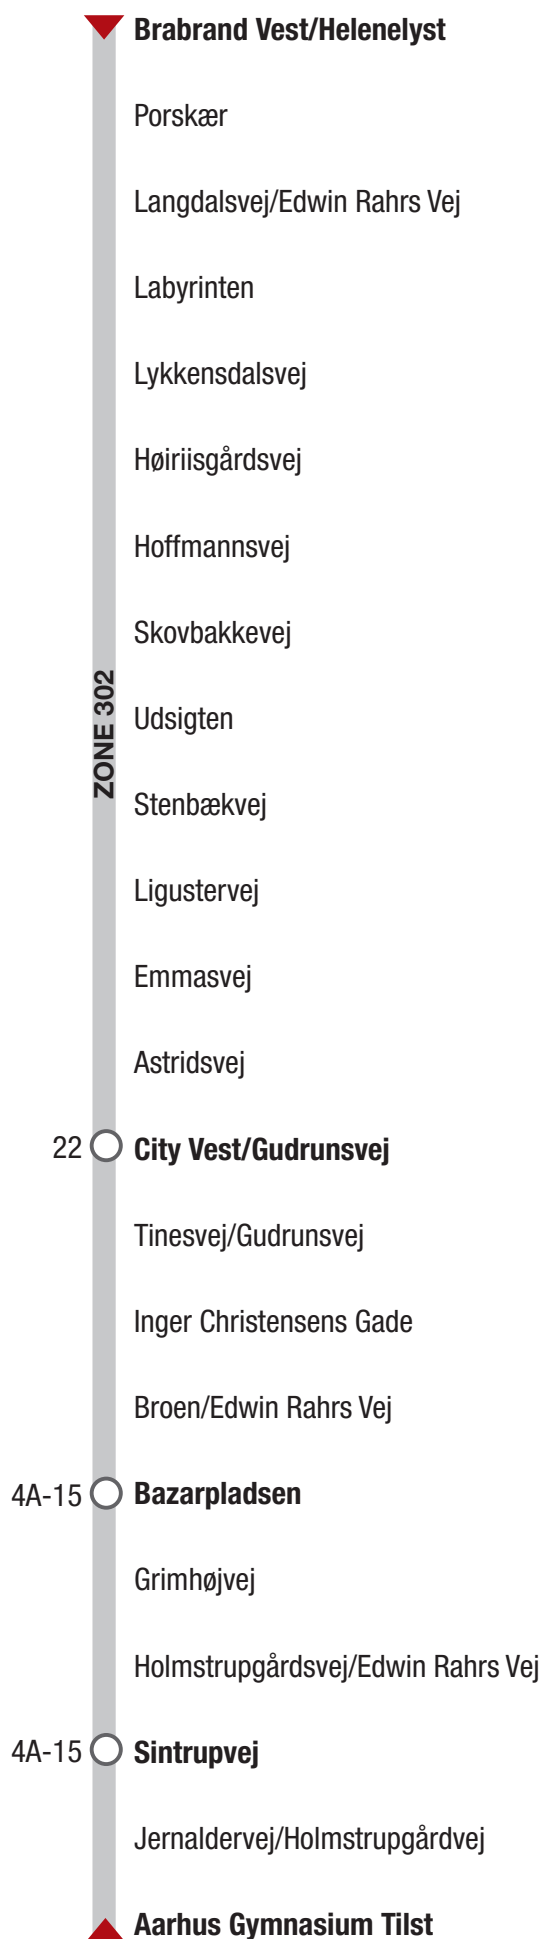 Brabrand Vest/Helenelyst
Porskær
Langdalsvej/Edwin Rahrs Vej
Labyrinten
Lykkensdalsvej
Høiriisgårdsvej
Hoffmannsvej
Skovbakkevej
ZONE 302
Udsigten
Stenbækvej
Ligustervej
Emmasvej
Astridsvej
22 City Vest/Gudrunsvej
Tinesvej/Gudrunsvej
Inger Christensens Gade
Broen/Edwin Rahrs Vej
4A-15 Bazarpladsen
Grimhøjvej
Holmstrupgårdsvej/Edwin Rahrs Vej
4A-15 Sintrupvej
Jernaldervej/Holmstrupgårdvej
Aarhus Gymnasium Tilst